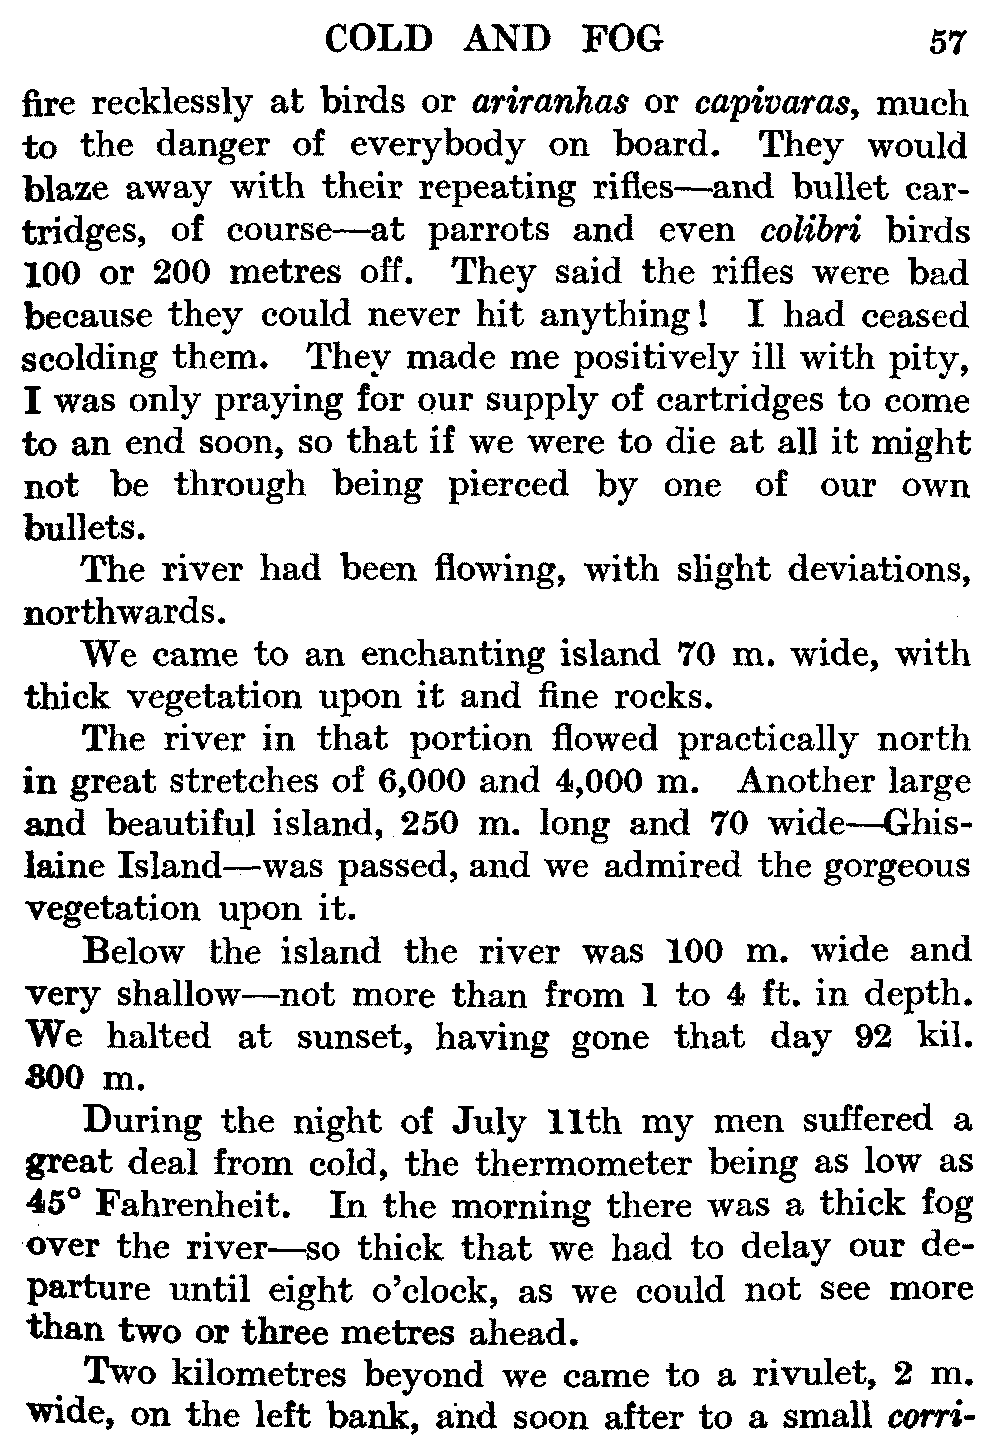 COLD AND FOG 57
fire recklessly at birds or ariranhas or capivaras, much
to the danger of everybody on board. They would
blaze away with their repeating rifles—and bullet car-
tridges, of course—at parrots and even colibri birds
100 or 200 metres off. They said the rifles were bad
because they could never hit anything! I had ceased
scolding them. They made me positively ill with pity,
I was only praying for our supply of cartridges to come
to an end soon, so that if we were to die at all it might
not be through being pierced by one of our own
bullets.
The river had been flowing, with slight deviations,
northwards.
We came to an enchanting island 70 m. wide, with
thick vegetation upon it and fine rocks.
The river in that portion flowed practically north
in great stretches of 6,000 and 4,000 m. Another large
and beautiful island, 250 m. long and 70 wide—Ghis-
laine Island—was passed, and we admired the gorgeous
vegetation upon it.
Below the island the river was 100 m. wide and
very shallow—not more than from 1 to 4 ft. in depth.
We halted at sunset, having gone that day 92 kil.
800 m.
During the night of July 11th my men suffered a
great deal from cold, the thermometer being as low as
45° Fahrenheit. In the morning there was a thick fog
over the river—so thick that we had to delay our de-
parture until eight o'clock, as we could not see more
than two or three metres ahead.
Two kilometres beyond we came to a rivulet, 2 m.
wide, on the left bank, and soon after to a small corri-